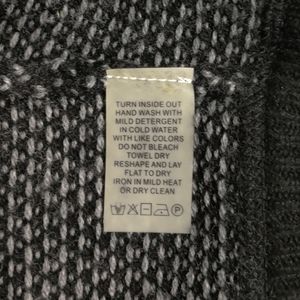 TURN INSIDE OUT
HAND WASH WITH
MILD DETERGENT
IN COLD WATER
WITH LIKE COLORS
DO NOT BLEACH
TOWEL DRY
RESHAPE AND LAY
FLAT TO DRY
IRON IN MILD HEAT
OR DRY CLEAN
P